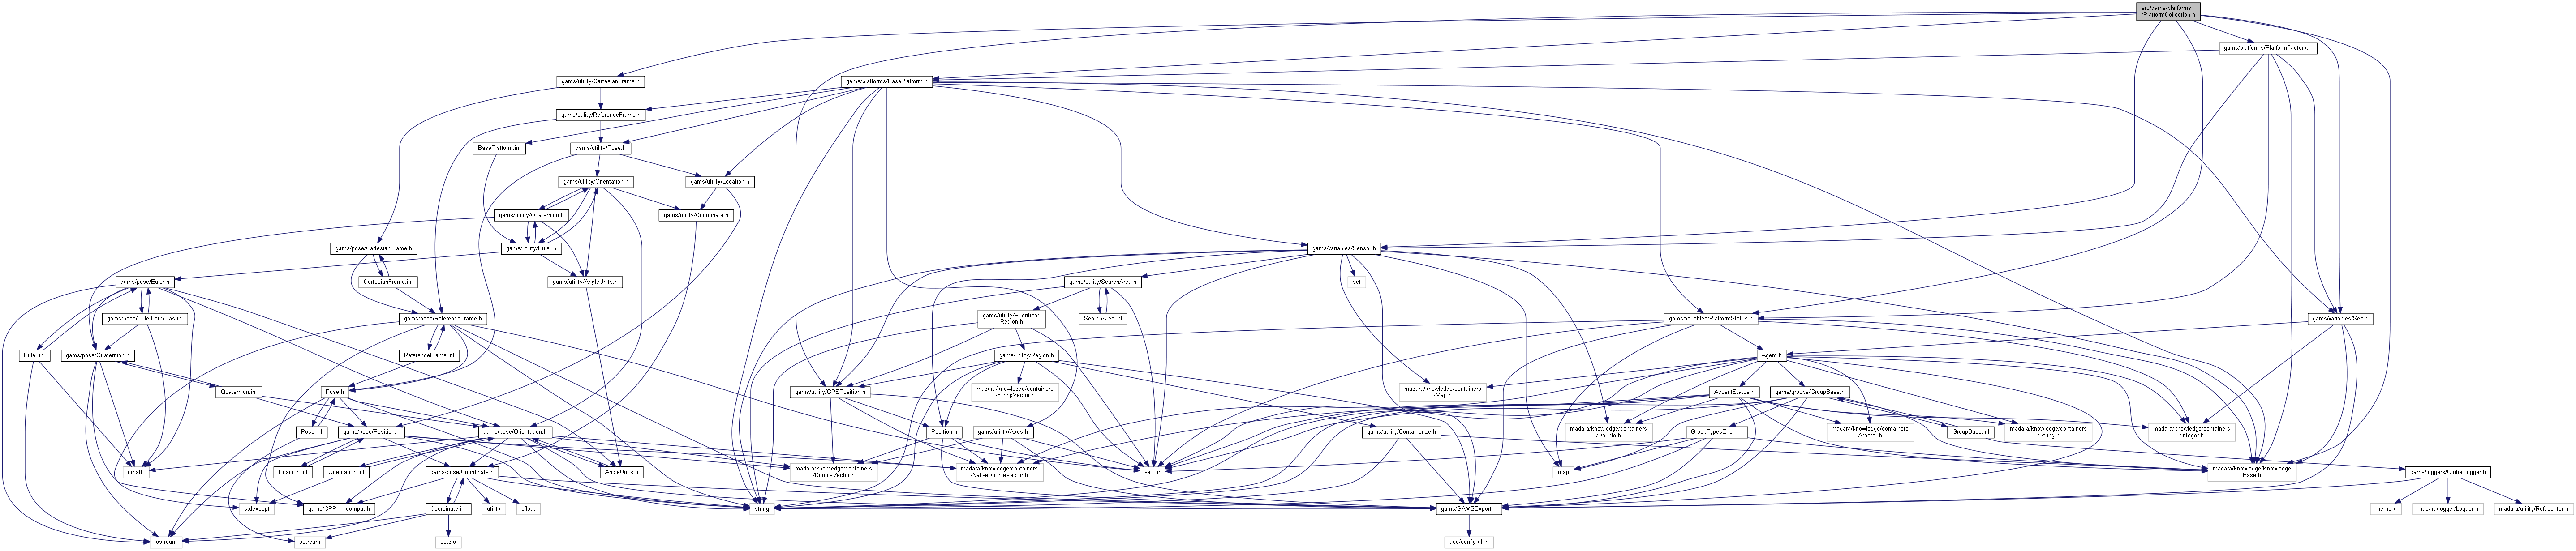 src/gams/platforms
/PlatformCollection.h
gams/platforms/PlatformFactory.h
gams/utility/CartesianFrame.h
gams/platforms/BasePlatform.h
gams/utility/ReferenceFrame.h
BasePlatform.inl
gams/utility/Pose.h
gams/utility/Orientation.h
gams/utility/Location.h
gams/utility/Quaternion.h
gams/utility/Coordinate.h
gams/pose/CartesianFrame.h
gams/utility/Euler.h
gams/variables/Sensor.h
gams/pose/Euler.h
CartesianFrame.inl
gams/utility/AngleUnits.h
gams/utility/SearchArea.h
set
gams/pose/EulerFormulas.inl
gams/pose/ReferenceFrame.h
gams/utility/Prioritized
Region.h
SearchArea.inl
gams/variables/PlatformStatus.h
gams/variables/Self.h
Euler.inl
gams/pose/Quaternion.h
ReferenceFrame.inl
gams/utility/Region.h
Agent.h
Quaternion.inl
Pose.h
gams/utility/GPSPosition.h
madara/knowledge/containers
/StringVector.h
madara/knowledge/containers
/Map.h
AccentStatus.h
gams/groups/GroupBase.h
Pose.inl
gams/pose/Position.h
gams/pose/Orientation.h
Position.h
gams/utility/Axes.h
gams/utility/Containerize.h
madara/knowledge/containers
/Double.h
GroupTypesEnum.h
madara/knowledge/containers
/Vector.h
GroupBase.inl
madara/knowledge/containers
/String.h
madara/knowledge/containers
/Integer.h
cmath
Position.inl
Orientation.inl
gams/pose/Coordinate.h
AngleUnits.h
madara/knowledge/containers
/DoubleVector.h
madara/knowledge/containers
/NativeDoubleVector.h
vector
map
madara/knowledge/Knowledge
Base.h
gams/loggers/GlobalLogger.h
stdexcept
gams/CPP11_compat.h
Coordinate.inl
utility
cfloat
string
gams/GAMSExport.h
memory
madara/logger/Logger.h
madara/utility/Refcounter.h
iostream
sstream
cstdio
ace/config-all.h